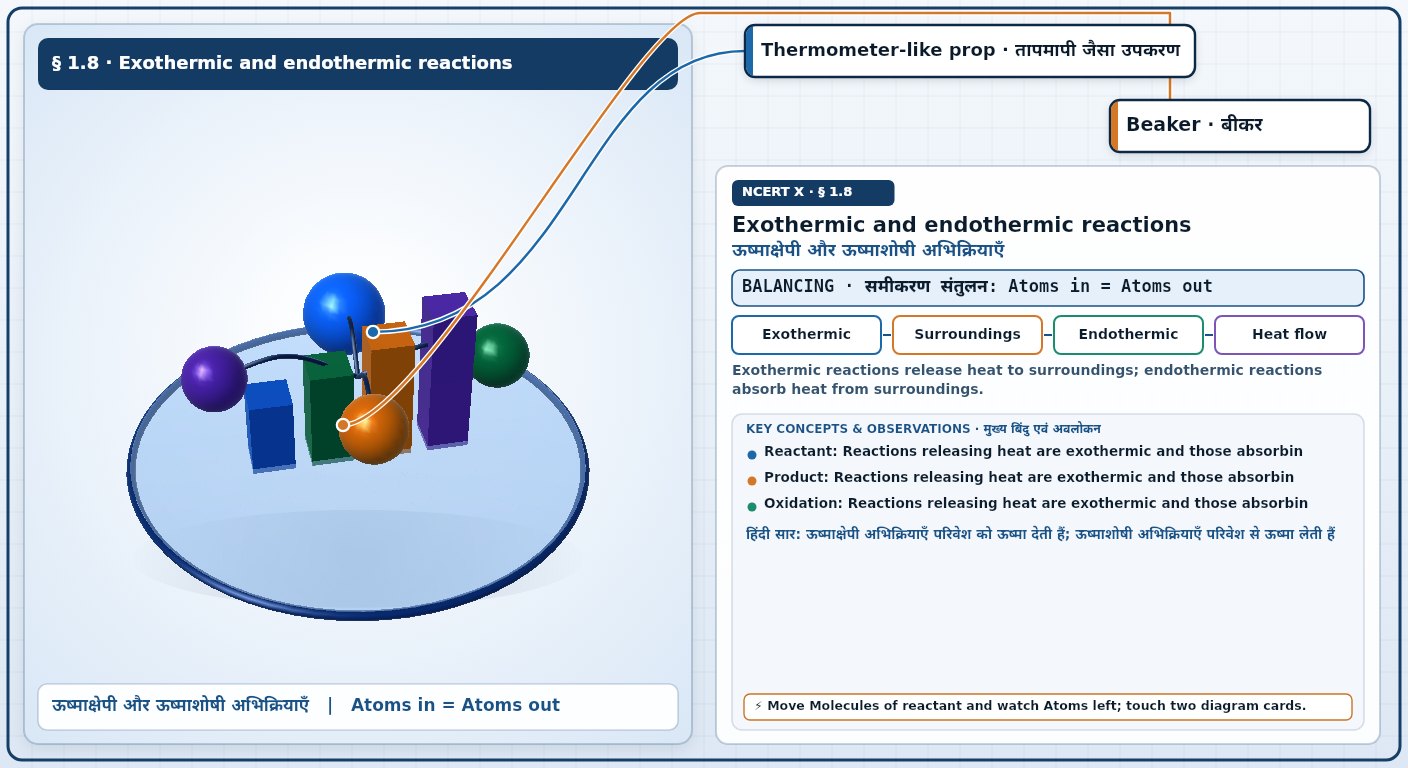 § 1.8 · Exothermic and endothermic reactions
Thermometer-like prop · तापमापी जैसा उपकरण
Beaker · बीकर
NCERT X · § 1.8
Exothermic and endothermic reactions
ऊष्माक्षेपी और ऊष्माशोषी अभिक्रियाएँ
BALANCING · समीकरण संतुलन: Atoms in = Atoms out
Exothermic
Surroundings
Endothermic
Heat flow
Exothermic reactions release heat to surroundings; endothermic reactions
absorb heat from surroundings.
KEY CONCEPTS & OBSERVATIONS · मुख्य बिंदु एवं अवलोकन
Reactant: Reactions releasing heat are exothermic and those absorbin
Product: Reactions releasing heat are exothermic and those absorbin
Oxidation: Reactions releasing heat are exothermic and those absorbin
हिंदी सार: ऊष्माक्षेपी अभिक्रियाएँ परिवेश को ऊष्मा देती हैं; ऊष्माशोषी अभिक्रियाएँ परिवेश से ऊष्मा लेती हैं
⚡ Move Molecules of reactant and watch Atoms left; touch two diagram cards.
ऊष्माक्षेपी और ऊष्माशोषी अभिक्रियाएँ | Atoms in = Atoms out